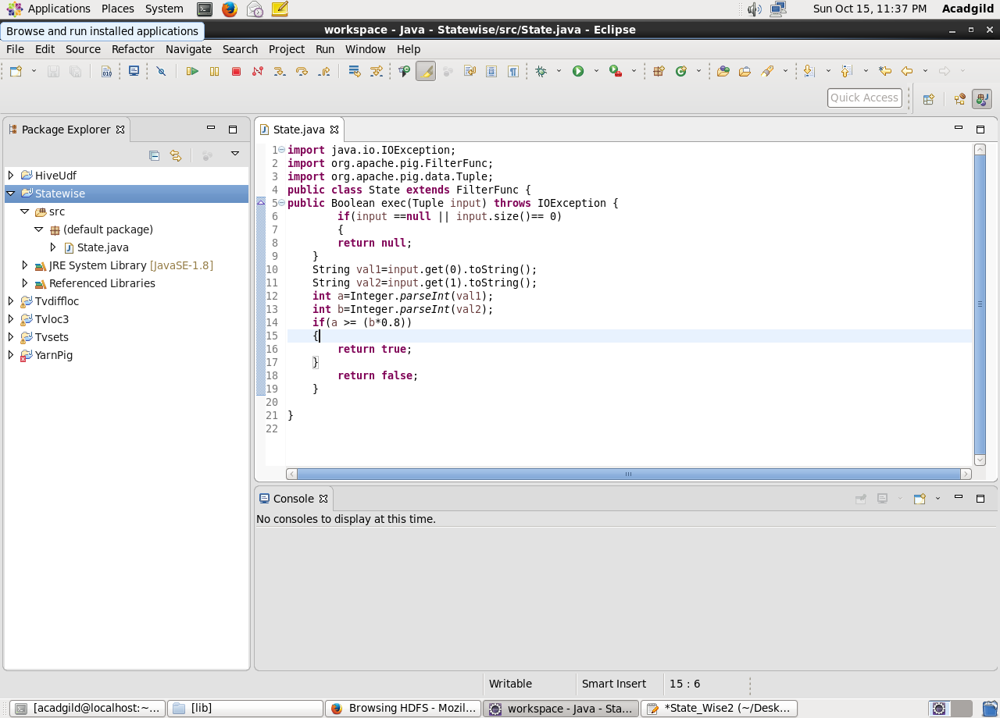 Applications Places System Sun Oct 15, 11:37 PM Acadgild
Browse and run installed applications
workspace - Java - Statewise/src/State.java - Eclipse
File Edit Source Refactor Navigate Search Project Run Window Help
Quick Access
Package Explorer
HiveUdf
Statewise
src
(default package)
State.java
JRE System Library [JavaSE-1.8]
Referenced Libraries
Tvdiffloc
Tvloc3
Tvsets
YarnPig
State.java
1 import java.io.IOException;
2 import org.apache.pig.FilterFunc;
3 import org.apache.pig.data.Tuple;
4 public class State extends FilterFunc {
5 public Boolean exec(Tuple input) throws IOException {
6         if(input ==null || input.size()== 0)
7         {
8         return null;
9     }
10     String val1=input.get(0).toString();
11     String val2=input.get(1).toString();
12     int a=Integer.parseInt(val1);
13     int b=Integer.parseInt(val2);
14     if(a >= (b*0.8))
15     {
16         return true;
17     }
18         return false;
19     }
20
21 }
22
Console
No consoles to display at this time.
Writable Smart Insert 15 : 6
[acadgild@localhost:~... [lib] Browsing HDFS - Mozil... workspace - Java - Sta... *State_Wise2 (~/Desk...